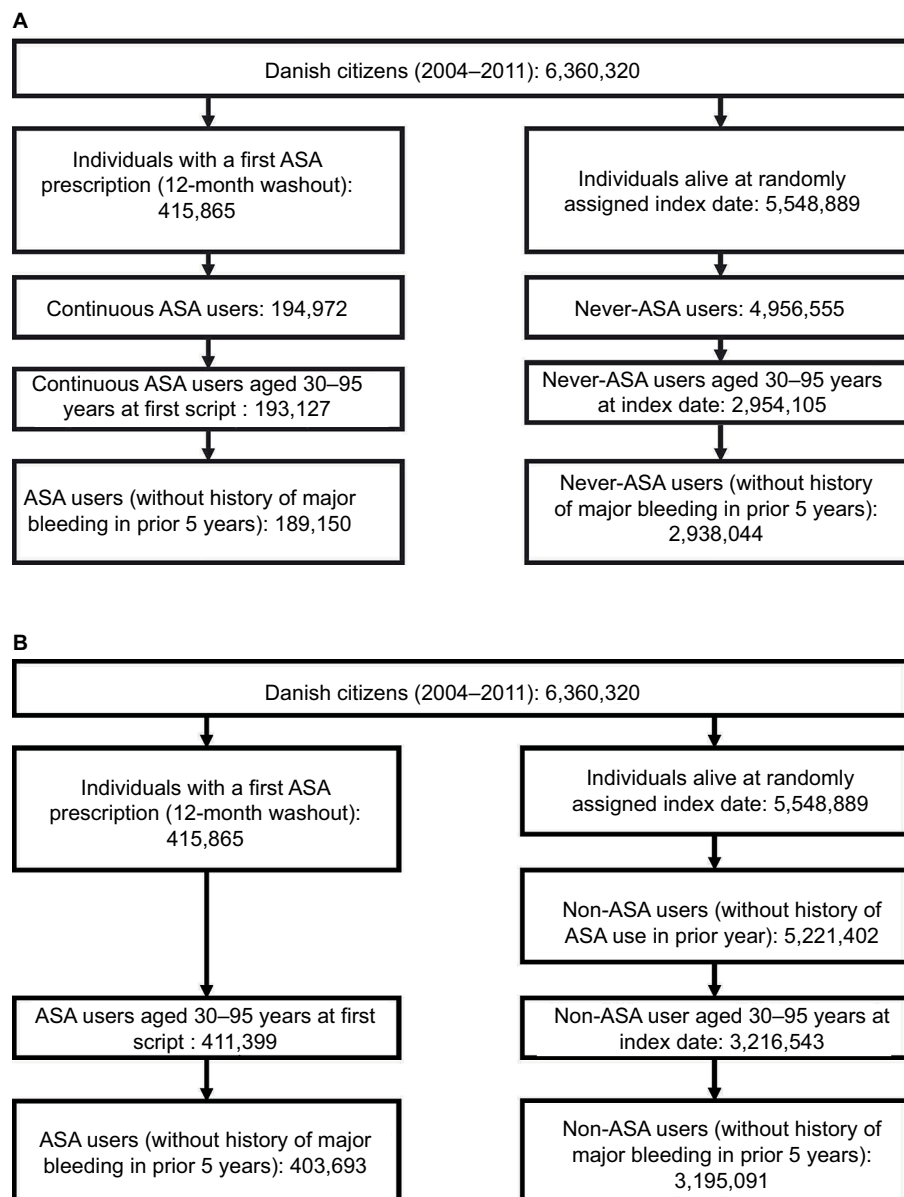 A
Danish citizens (2004–2011): 6,360,320
Individuals with a first ASA
prescription (12-month washout):
415,865
Individuals alive at randomly
assigned index date: 5,548,889
Continuous ASA users: 194,972
Never-ASA users: 4,956,555
Continuous ASA users aged 30–95
years at first script : 193,127
Never-ASA users aged 30–95 years
at index date: 2,954,105
ASA users (without history of major
bleeding in prior 5 years): 189,150
Never-ASA users (without history
of major bleeding in prior 5 years):
2,938,044
B
Danish citizens (2004–2011): 6,360,320
Individuals with a first ASA
prescription (12-month washout):
415,865
Individuals alive at randomly
assigned index date: 5,548,889
Non-ASA users (without history of
ASA use in prior year): 5,221,402
ASA users aged 30–95 years at first
script : 411,399
Non-ASA user aged 30–95 years at
index date: 3,216,543
ASA users (without history of major
bleeding in prior 5 years): 403,693
Non-ASA users (without history of
major bleeding in prior 5 years):
3,195,091